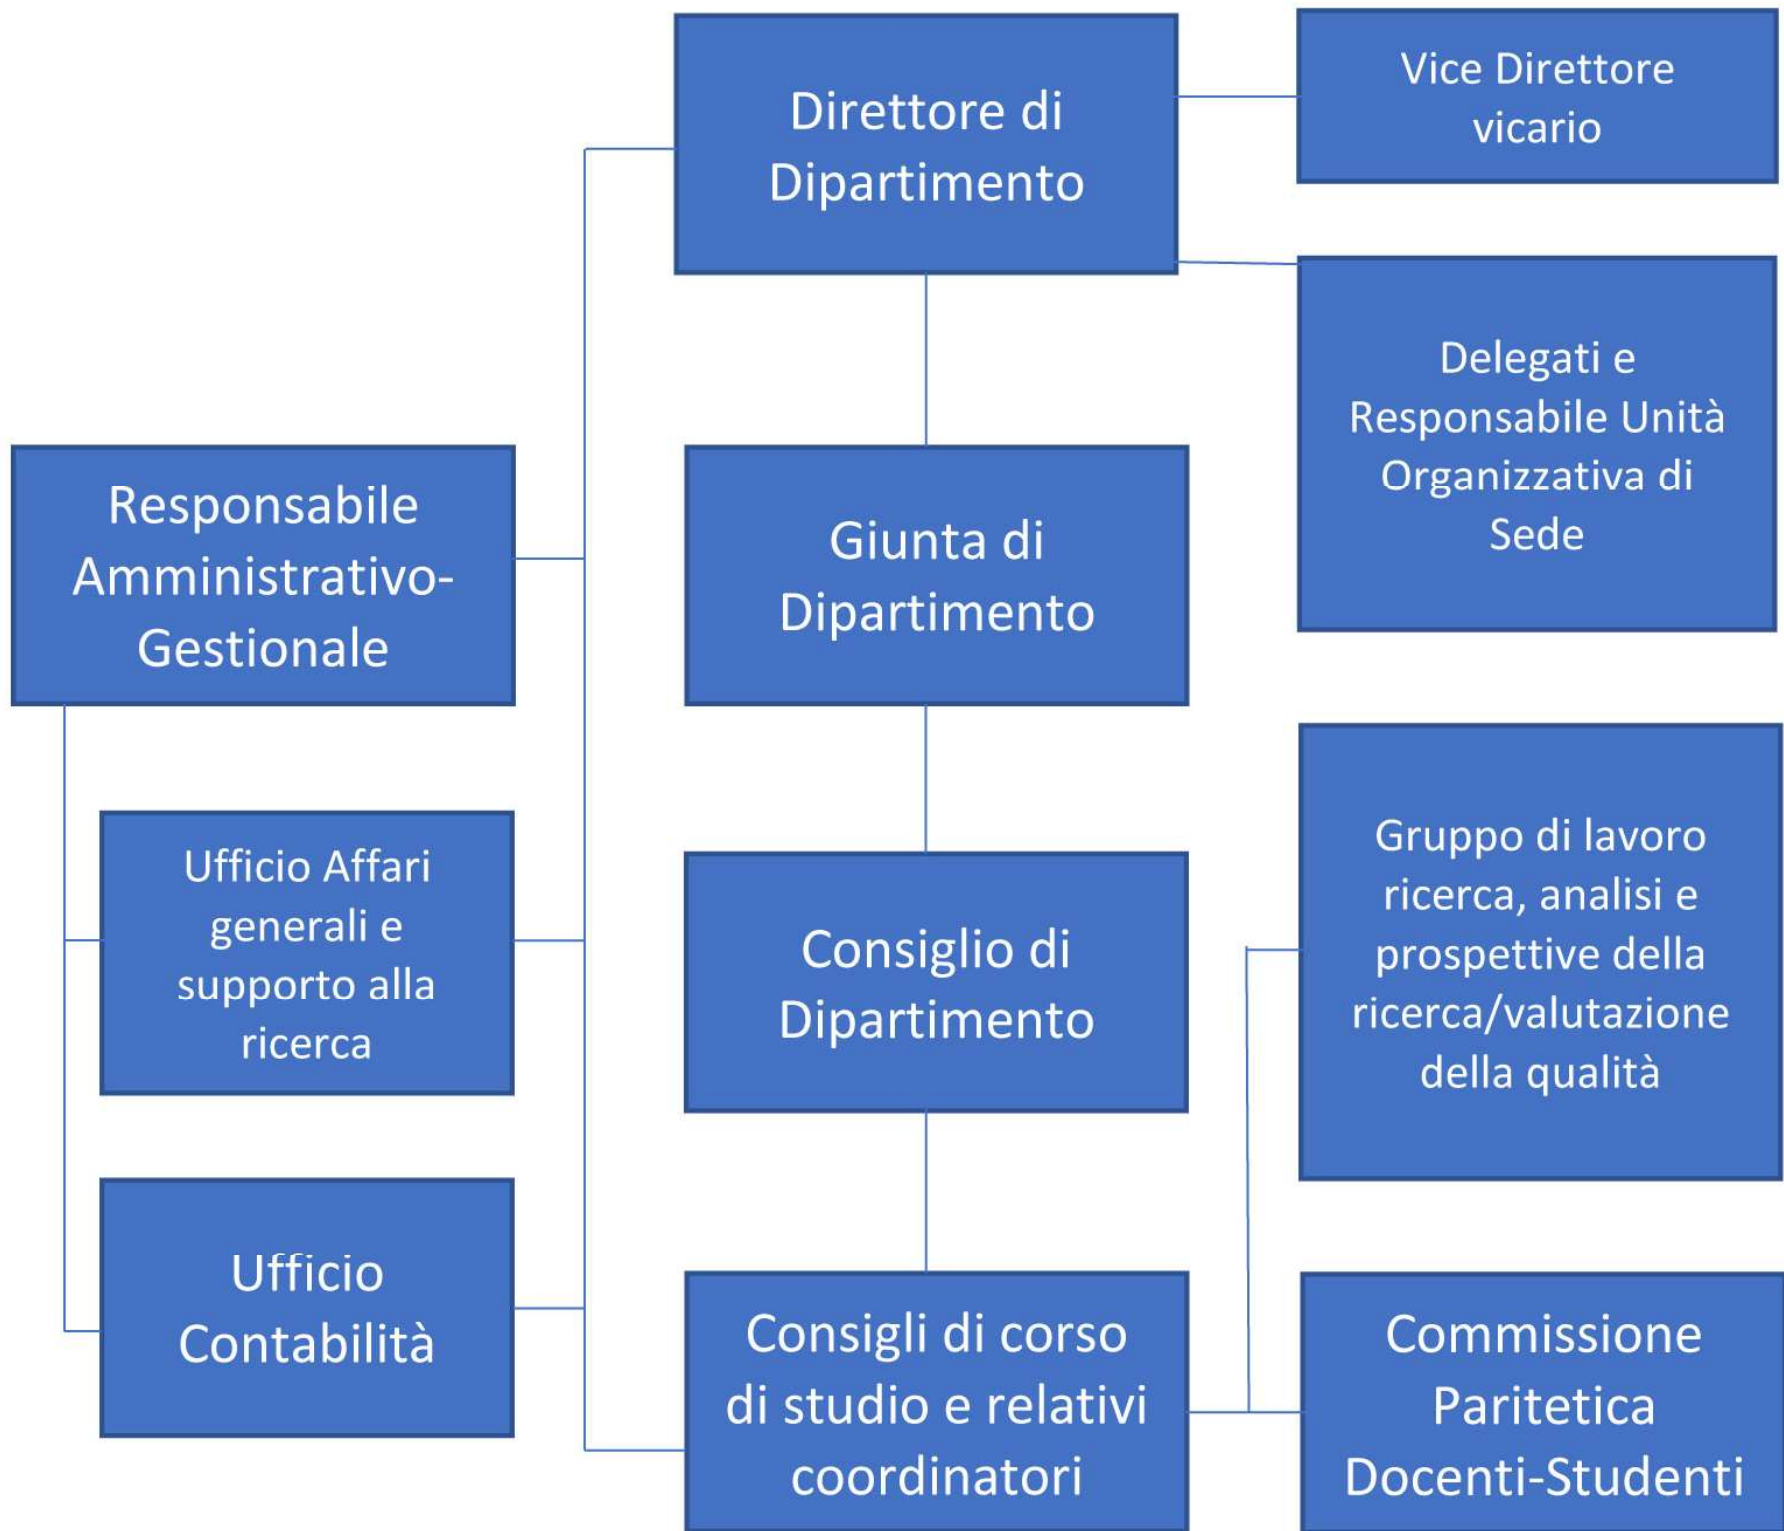 Direttore di
Dipartimento
Vice Direttore
vicario
Delegati e
Responsabile Unità
Organizzativa di
Sede
Responsabile
Amministrativo-
Gestionale
Giunta di
Dipartimento
Ufficio Affari
generali e
supporto alla
ricerca
Consiglio di
Dipartimento
Gruppo di lavoro
ricerca, analisi e
prospettive della
ricerca/valutazione
della qualità
Ufficio
Contabilità
Consigli di corso
di studio e relativi
coordinatori
Commissione
Paritetica
Docenti-Studenti